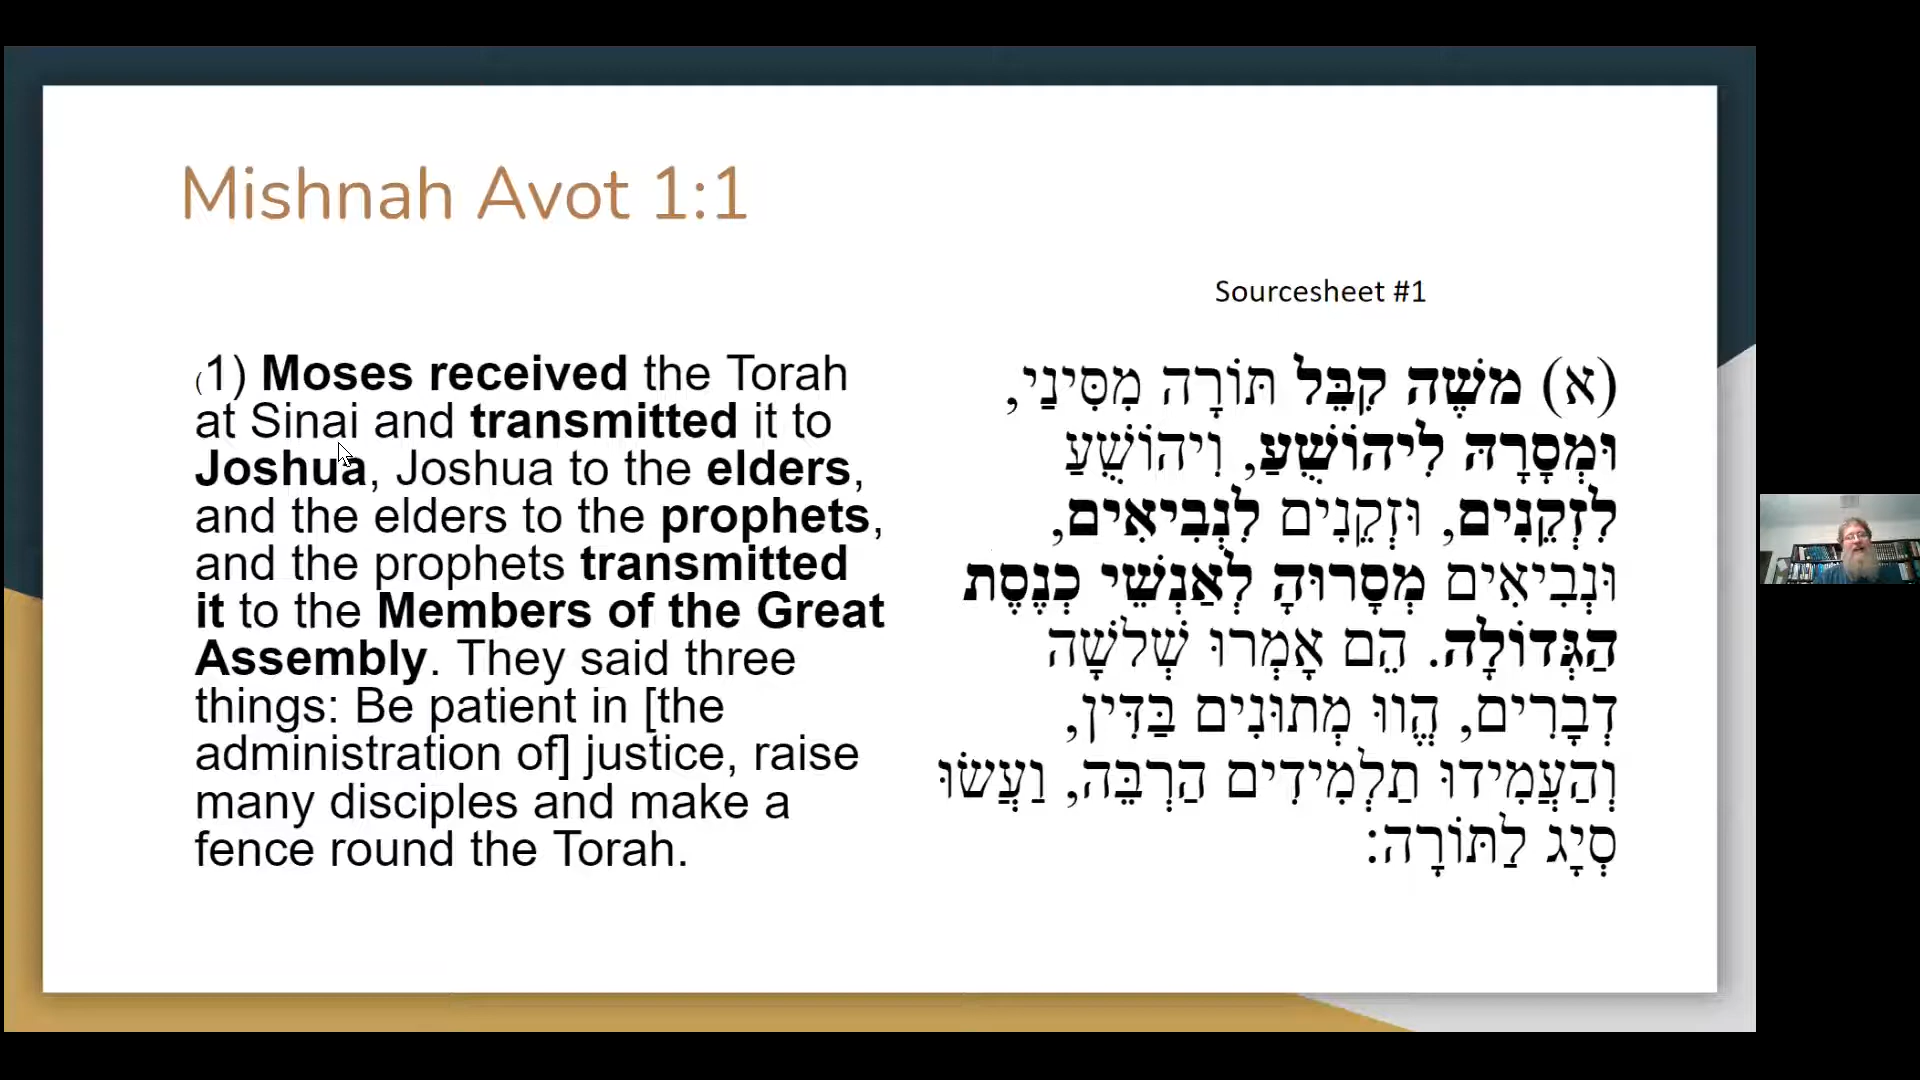 Mishnah Avot 1:1
Sourcesheet #1
(1) Moses received the Torah
at Sinai and transmitted it to
Joshua, Joshua to the elders,
and the elders to the prophets,
and the prophets transmitted
it to the Members of the Great
Assembly. They said three
things: Be patient in [the
administration of] justice, raise
many disciples and make a
fence round the Torah.
(א) משֶׁה קִבֵּל תּוֹרָה מִסִּינַי,
וּמְסָרָהּ לִיהוֹשֻׁעַ, וִיהוֹשֻׁעַ
לִזְקֵנִים, וּזְקֵנִים לִנְבִיאִים,
וּנְבִיאִים מְסָרוּהָ לְאַנְשֵׁי כְנֶסֶת
הַגְּדוֹלָה. הֵם אָמְרוּ שְׁלשָׁה
דְבָרִים, הֱווּ מְתוּנִים בַּדִּין,
וְהַעֲמִידוּ תַלְמִידִים הַרְבֵּה, וַעֲשׂוּ
סְיָג לַתּוֹרָה: